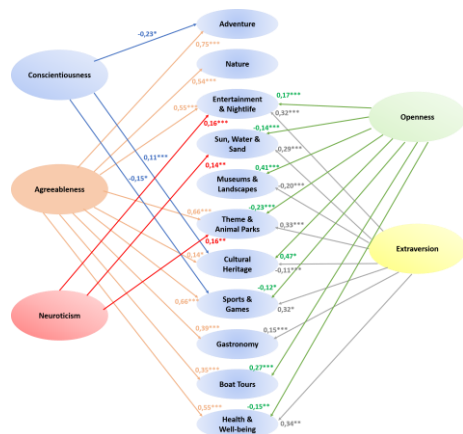 -0,23*
Adventure
0,75***
Conscientiousness
Nature
0,54***
0,55***
Entertainment
& Nightlife
0,17***
0,16***
0,32***
Openness
0,11***
Sun, Water &
Sand
-0,14***
0,29***
-0,15*
0,14**
Museums &
Landscapes
0,41***
-0,20***
Agreeableness
0,66***
Theme &
Animal Parks
-0,23***
0,33***
0,16**
0,14*
Cultural
Heritage
0,47*
-0,11***
Extraversion
0,66***
Sports &
Games
-0,12*
0,32*
Neuroticism
0,39***
Gastronomy
0,15***
0,35***
Boat Tours
0,27***
0,55***
Health &
Well-being
-0,15**
0,34**